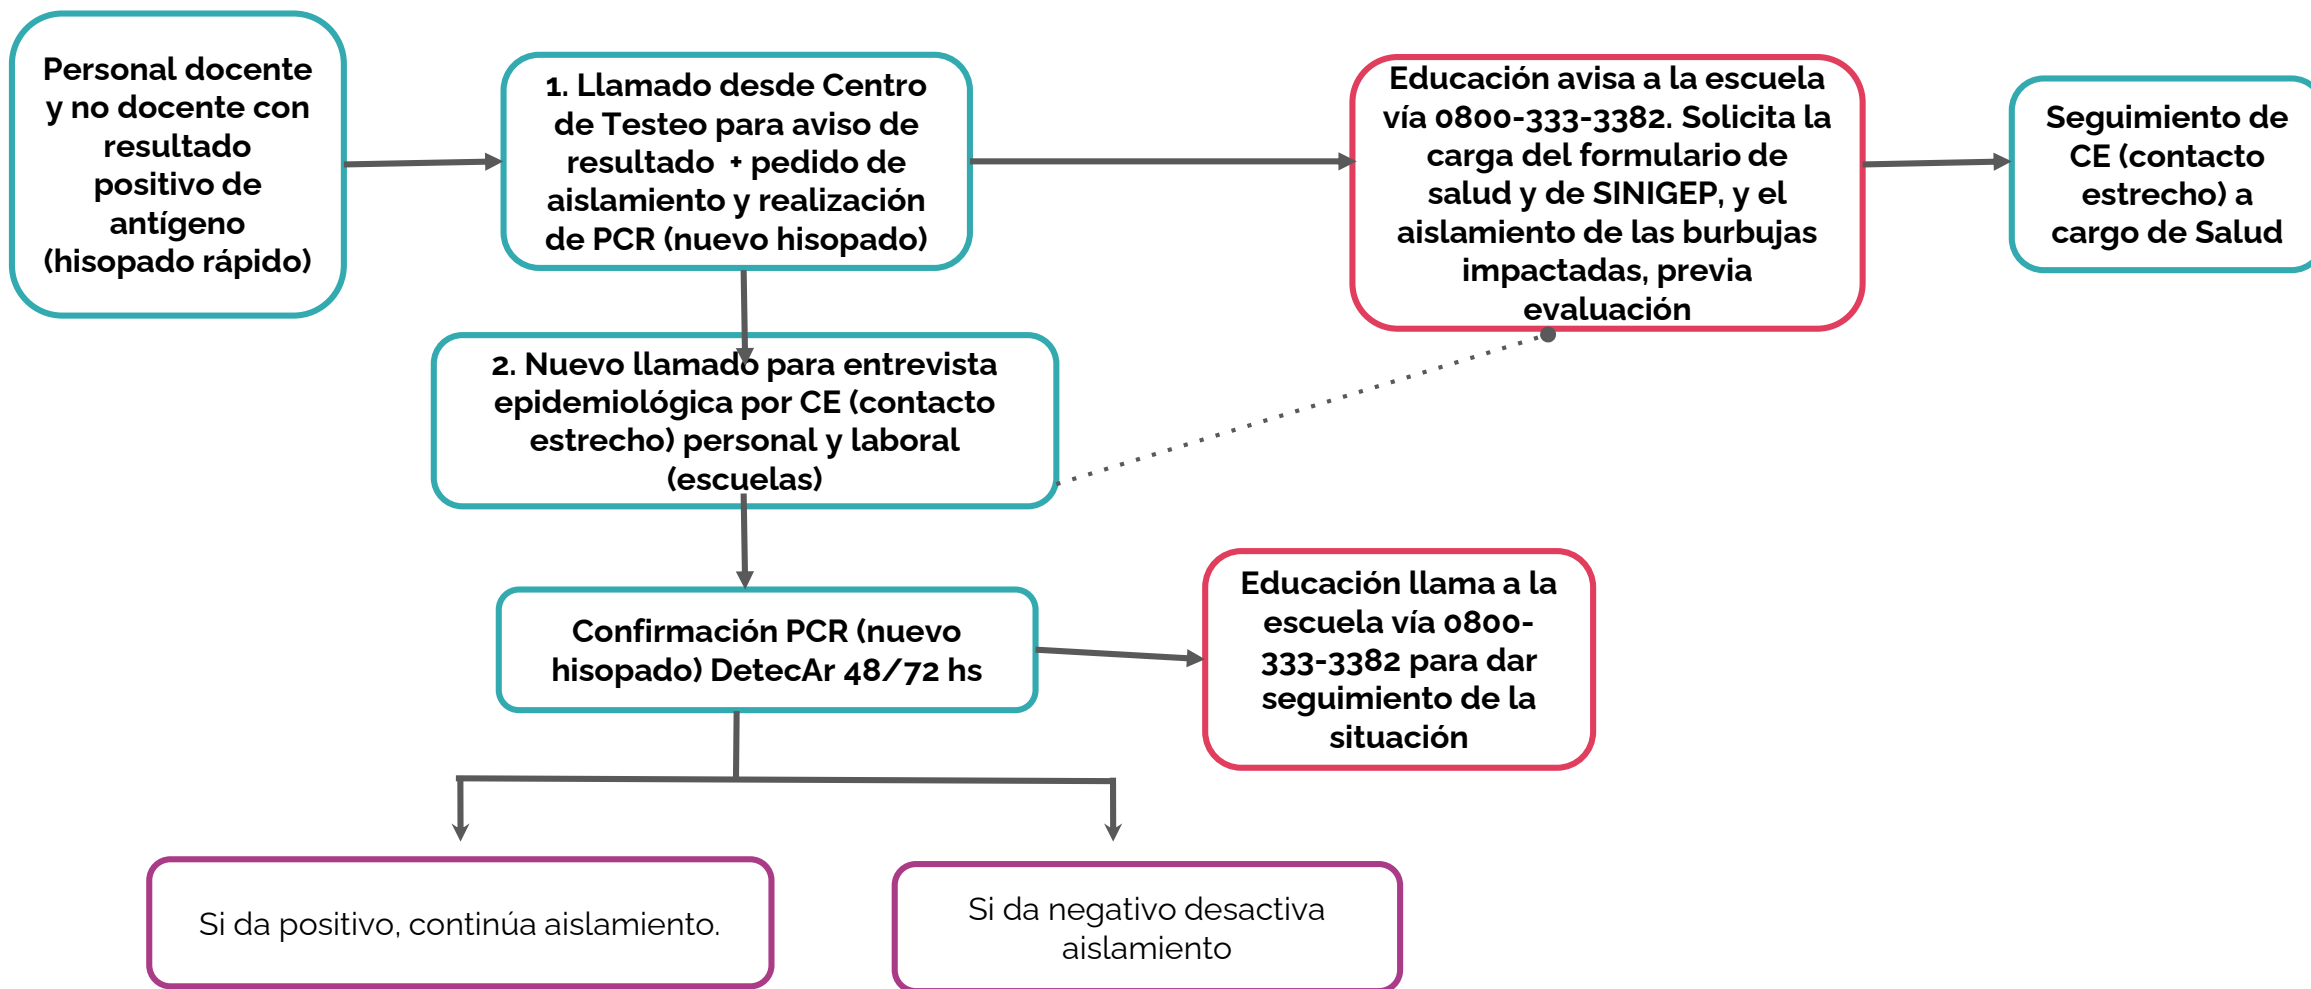 Personal docente
y no docente con
resultado
positivo de
antígeno
(hisopado rápido)
1. Llamado desde Centro
de Testeo para aviso de
resultado + pedido de
aislamiento y realización
de PCR (nuevo hisopado)
Educación avisa a la escuela
vía 0800-333-3382. Solicita la
carga del formulario de
salud y de SINIGEP, y el
aislamiento de las burbujas
impactadas, previa
evaluación
Seguimiento de
CE (contacto
estrecho) a
cargo de Salud
2. Nuevo llamado para entrevista
epidemiológica por CE (contacto
estrecho) personal y laboral
(escuelas)
Confirmación PCR (nuevo
hisopado) DetecAr 48/72 hs
Educación llama a la
escuela vía 0800-
333-3382 para dar
seguimiento de la
situación
Si da positivo, continúa aislamiento.
Si da negativo desactiva
aislamiento